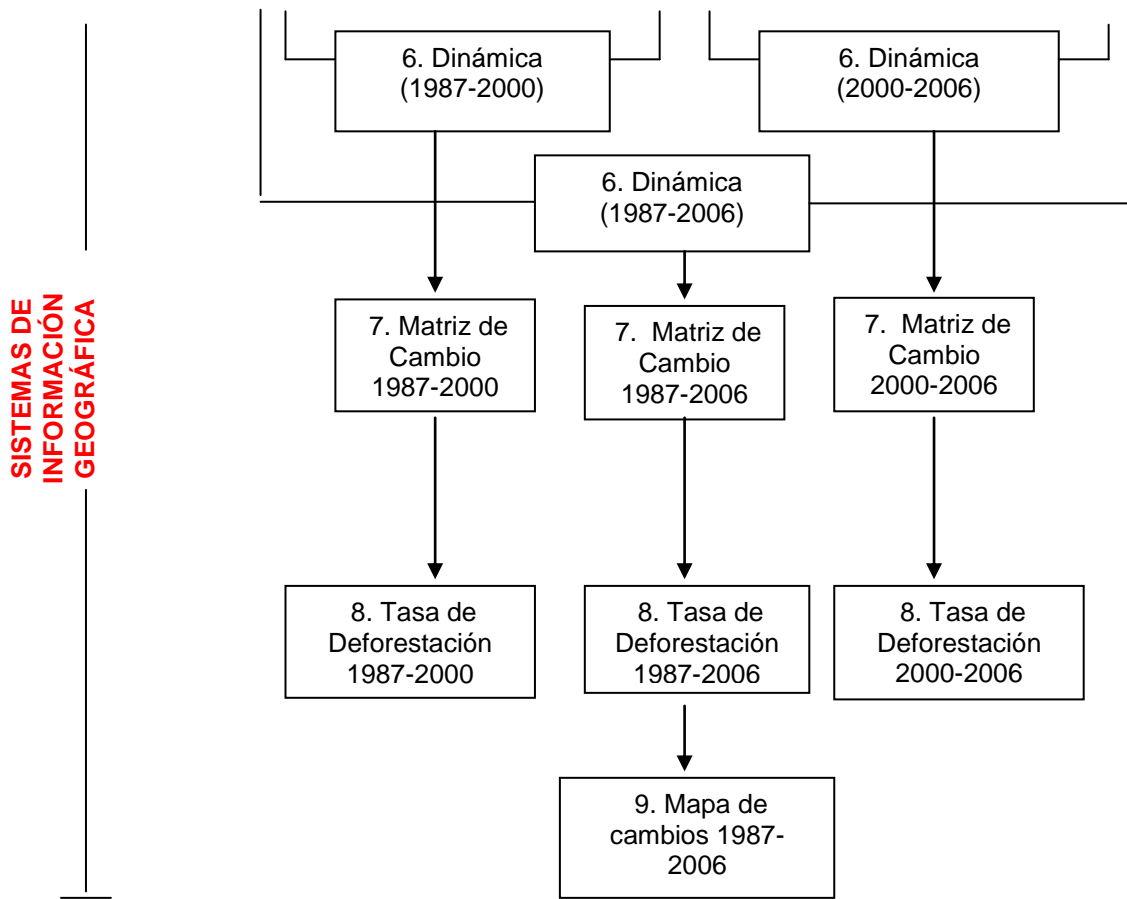 6. Dinámica
(1987-2000)
6. Dinámica
(2000-2006)
6. Dinámica
(1987-2006)
SISTEMAS DE
INFORMACIÓN
GEOGRÁFICA
7. Matriz de
Cambio
1987-2000
7. Matriz de
Cambio
1987-2006
7. Matriz de
Cambio
2000-2006
8. Tasa de
Deforestación
1987-2000
8. Tasa de
Deforestación
1987-2006
8. Tasa de
Deforestación
2000-2006
9. Mapa de
cambios 1987-
2006